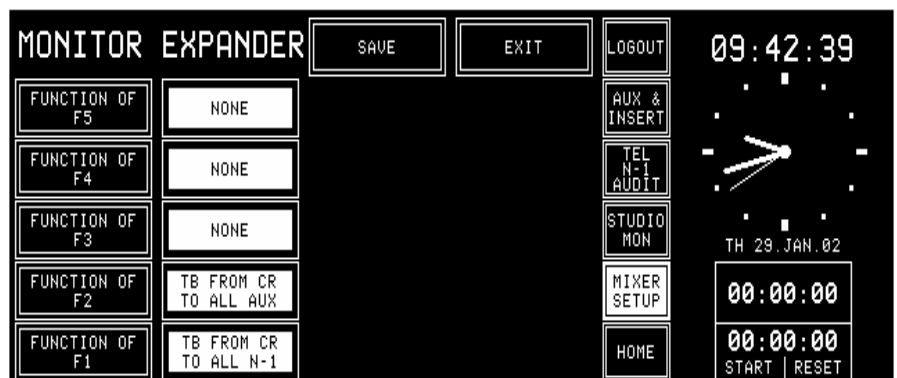 MONITOR EXPANDER
SAVE
EXIT
LOGOUT
09:42:39
FUNCTION OF
F5
NONE
AUX &
INSERT
FUNCTION OF
F4
NONE
TEL
N-1
AUDIT
FUNCTION OF
F3
NONE
STUDIO
MON
TH 29.JAN.02
FUNCTION OF
F2
TB FROM CR
TO ALL AUX
MIXER
SETUP
00:00:00
FUNCTION OF
F1
TB FROM CR
TO ALL N-1
HOME
00:00:00
START | RESET